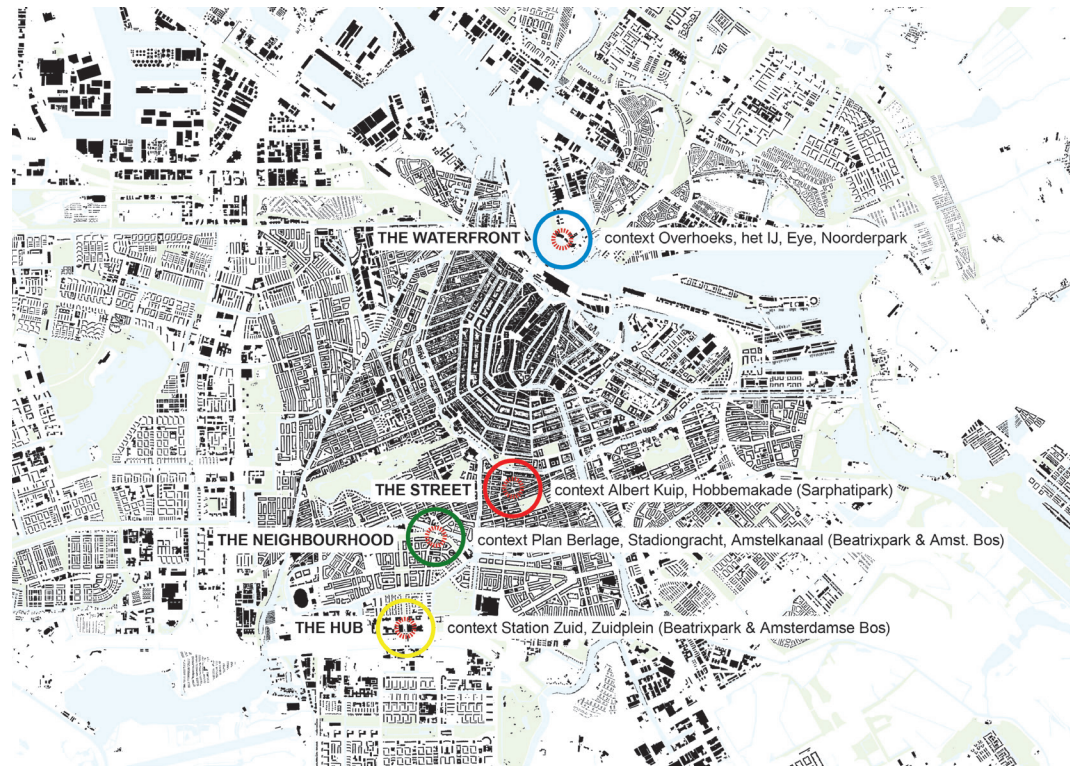 THE WATERFRONT context Overhoeks, het IJ, Eye, Noorderpark
THE STREET context Albert Kuip, Hobbemakade (Sarphatipark)
THE NEIGHBOURHOOD context Plan Berlage, Stadiongracht, Amstelkanaal (Beatrixpark & Amst. Bos)
THE HUB context Station Zuid, Zuidplein (Beatrixpark & Amsterdamse Bos)